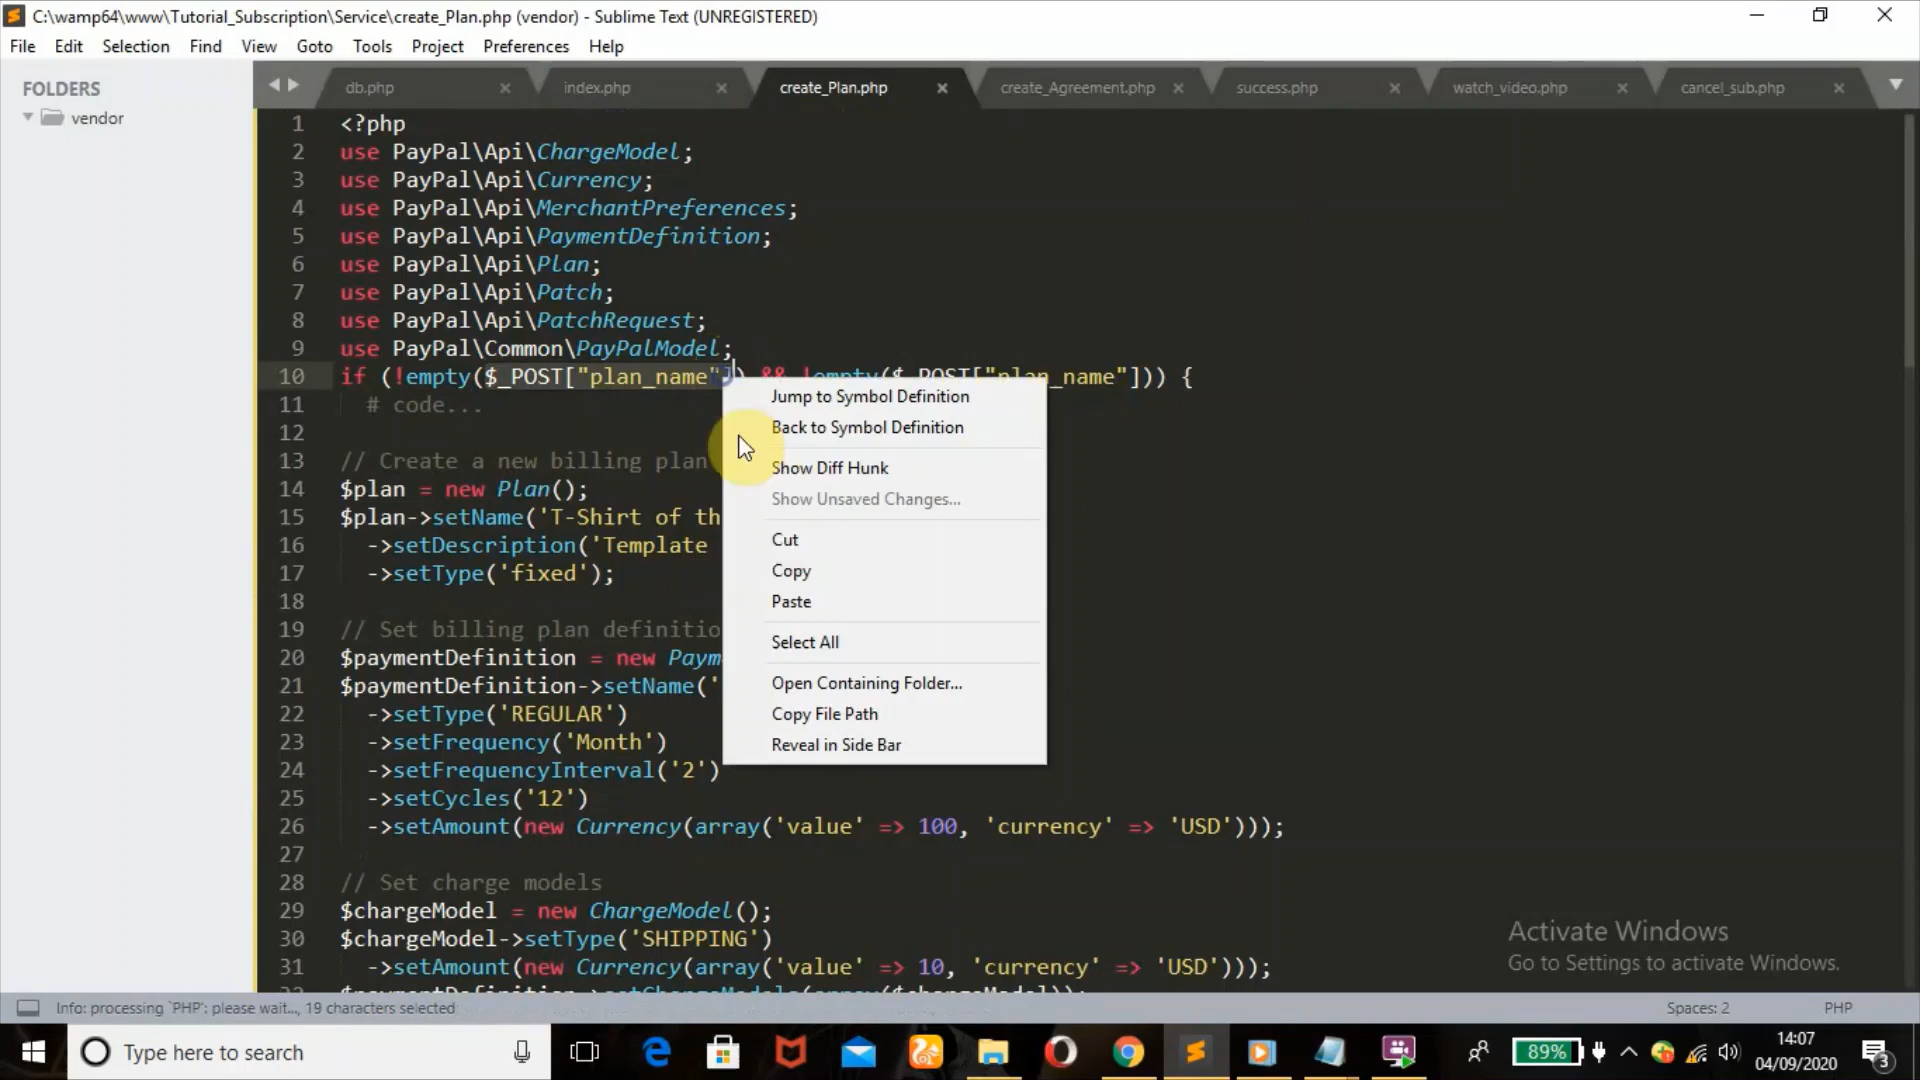 C:\wamp64\www\Tutorial_Subscription\Service\create_Plan.php (vendor) - Sublime Text (UNREGISTERED)
File Edit Selection Find View Goto Tools Project Preferences Help
FOLDERS
vendor
db.php index.php create_Plan.php create_Agreement.php success.php watch_video.php cancel_sub.php
1 <?php
2 use PayPal\Api\ChargeModel;
3 use PayPal\Api\Currency;
4 use PayPal\Api\MerchantPreferences;
5 use PayPal\Api\PaymentDefinition;
6 use PayPal\Api\Plan;
7 use PayPal\Api\Patch;
8 use PayPal\Api\PatchRequest;
9 use PayPal\Common\PayPalModel;
10 if (!empty($_POST["plan_name"]) && !empty($_POST["plan_name"])) {
11 # code...
12
13 // Create a new billing plan
14 $plan = new Plan();
15 $plan->setName('T-Shirt of th
16 ->setDescription('Template
17 ->setType('fixed');
18
19 // Set billing plan definitio
20 $paymentDefinition = new Paym
21 $paymentDefinition->setName('
22 ->setType('REGULAR')
23 ->setFrequency('Month')
24 ->setFrequencyInterval('2')
25 ->setCycles('12')
26 ->setAmount(new Currency(array('value' => 100, 'currency' => 'USD')));
27
28 // Set charge models
29 $chargeModel = new ChargeModel();
30 $chargeModel->setType('SHIPPING')
31 ->setAmount(new Currency(array('value' => 10, 'currency' => 'USD')));
Jump to Symbol Definition
Back to Symbol Definition
Show Diff Hunk
Show Unsaved Changes...
Cut
Copy
Paste
Select All
Open Containing Folder...
Copy File Path
Reveal in Side Bar
Activate Windows
Go to Settings to activate Windows.
Info: processing `PHP': please wait..., 19 characters selected
Spaces: 2 PHP
Type here to search
89%
14:07
04/09/2020
3